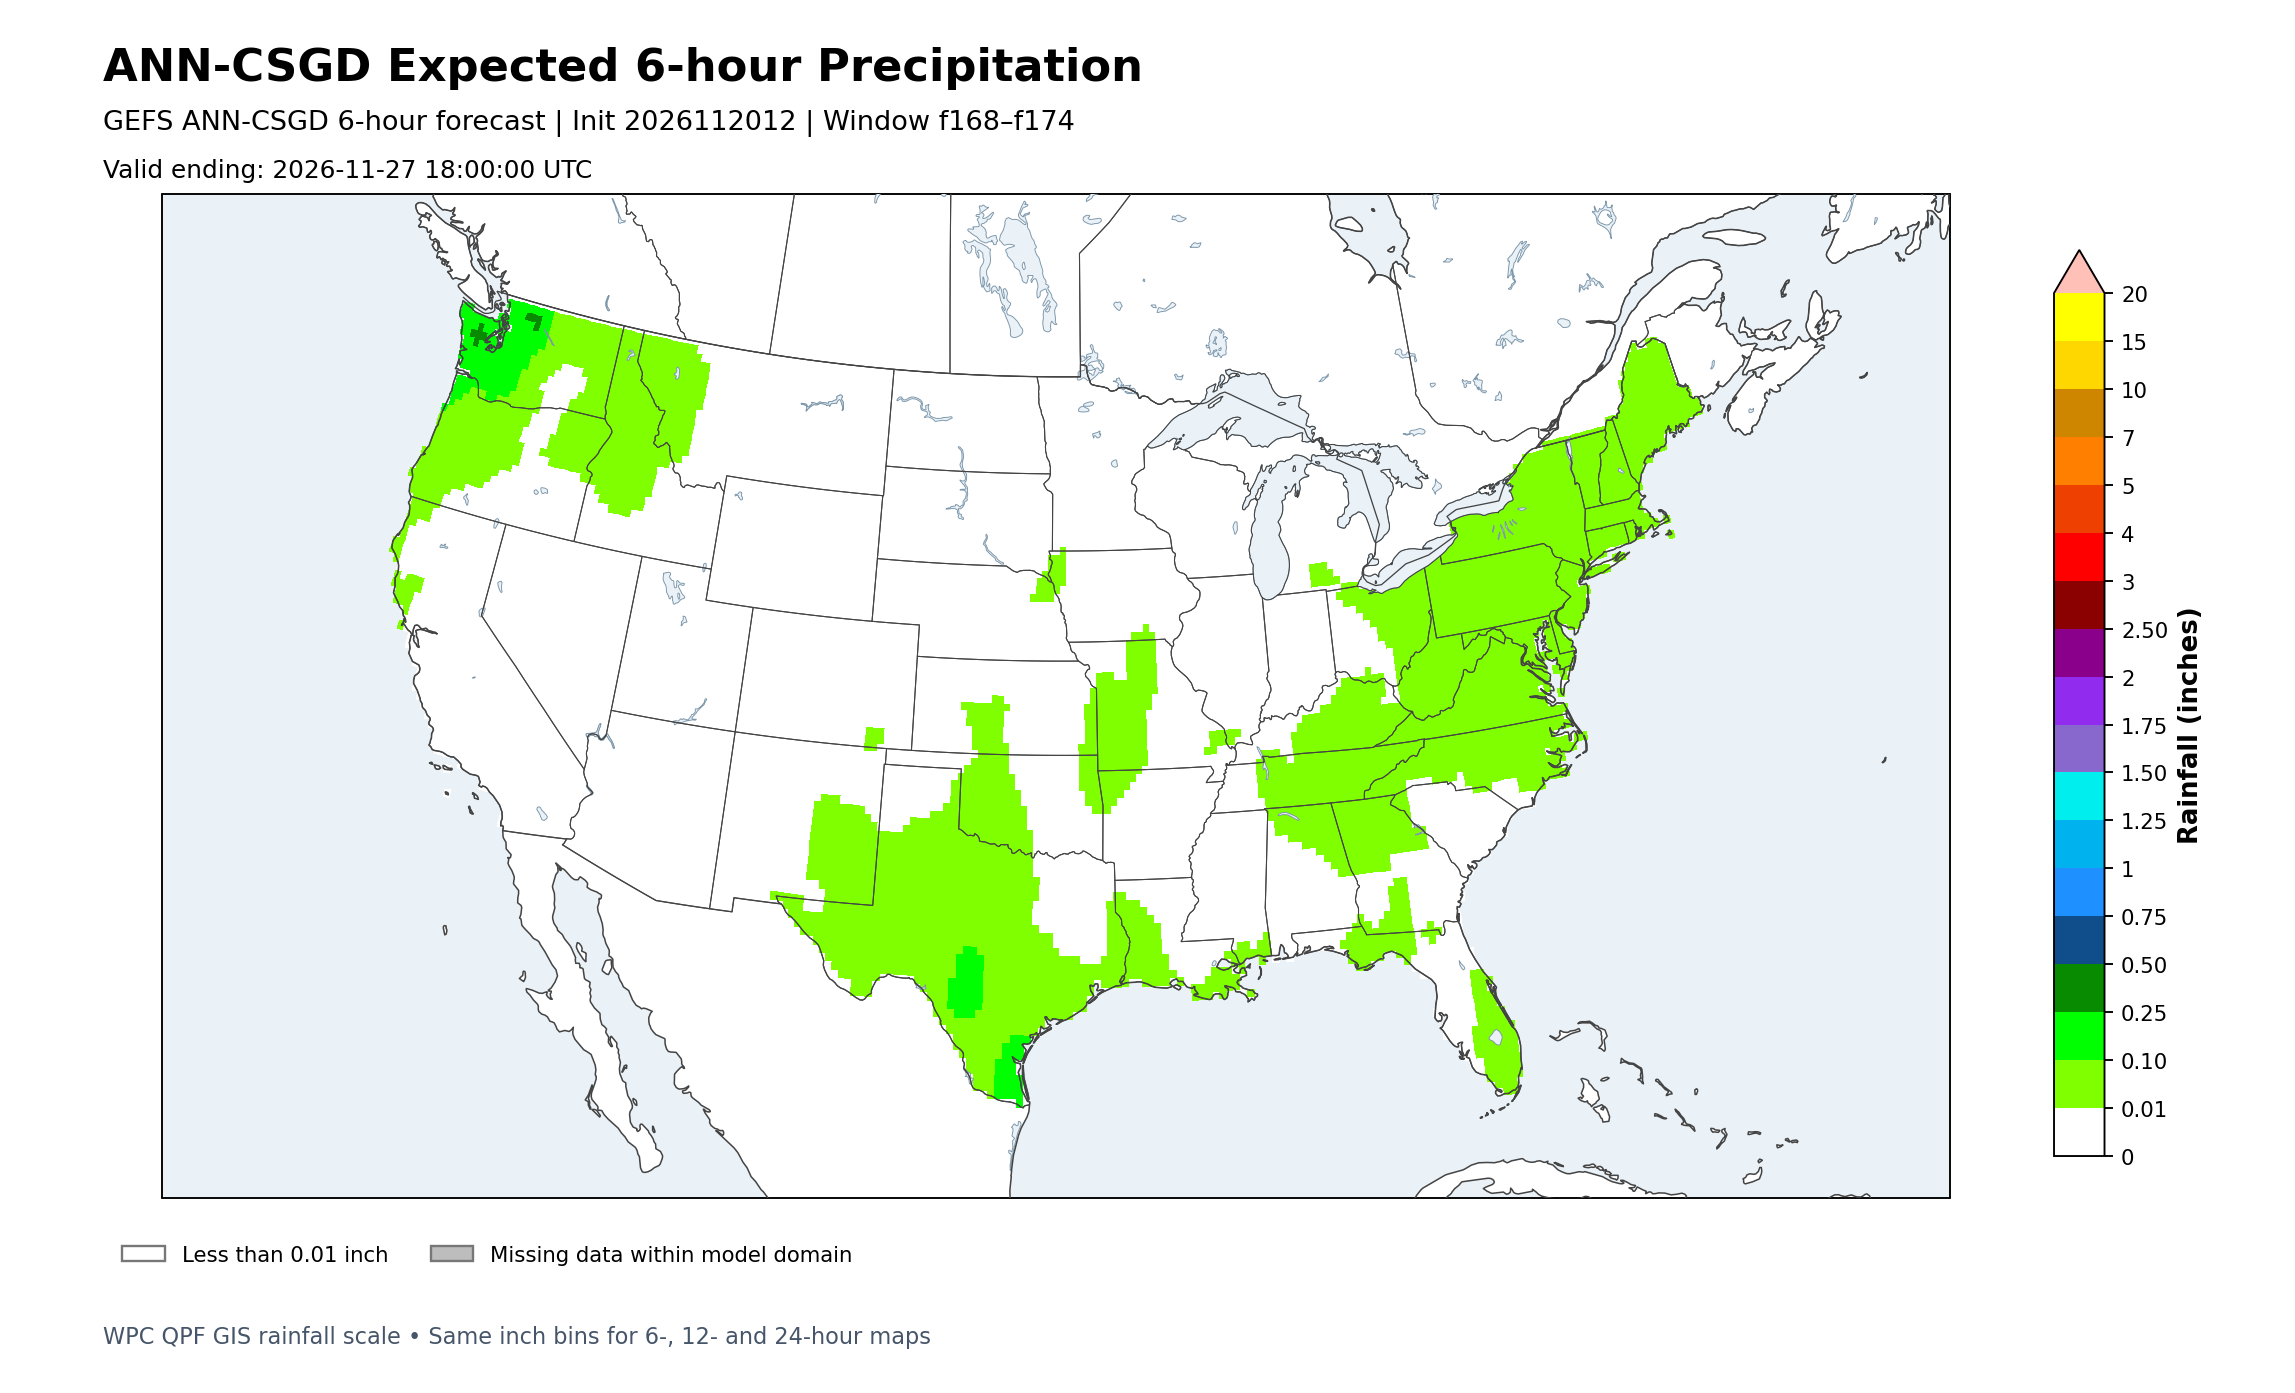 ANN-CSGD Expected 6-hour Precipitation
GEFS ANN-CSGD 6-hour forecast | Init 2026112012 | Window f168–f174
Valid ending: 2026-11-27 18:00:00 UTC
20
15
10
7
5
4
3
2.50
2
1.75
1.50
1.25
1
0.75
0.50
0.25
0.10
0.01
0
Rainfall (inches)
Less than 0.01 inch
Missing data within model domain
WPC QPF GIS rainfall scale • Same inch bins for 6-, 12- and 24-hour maps